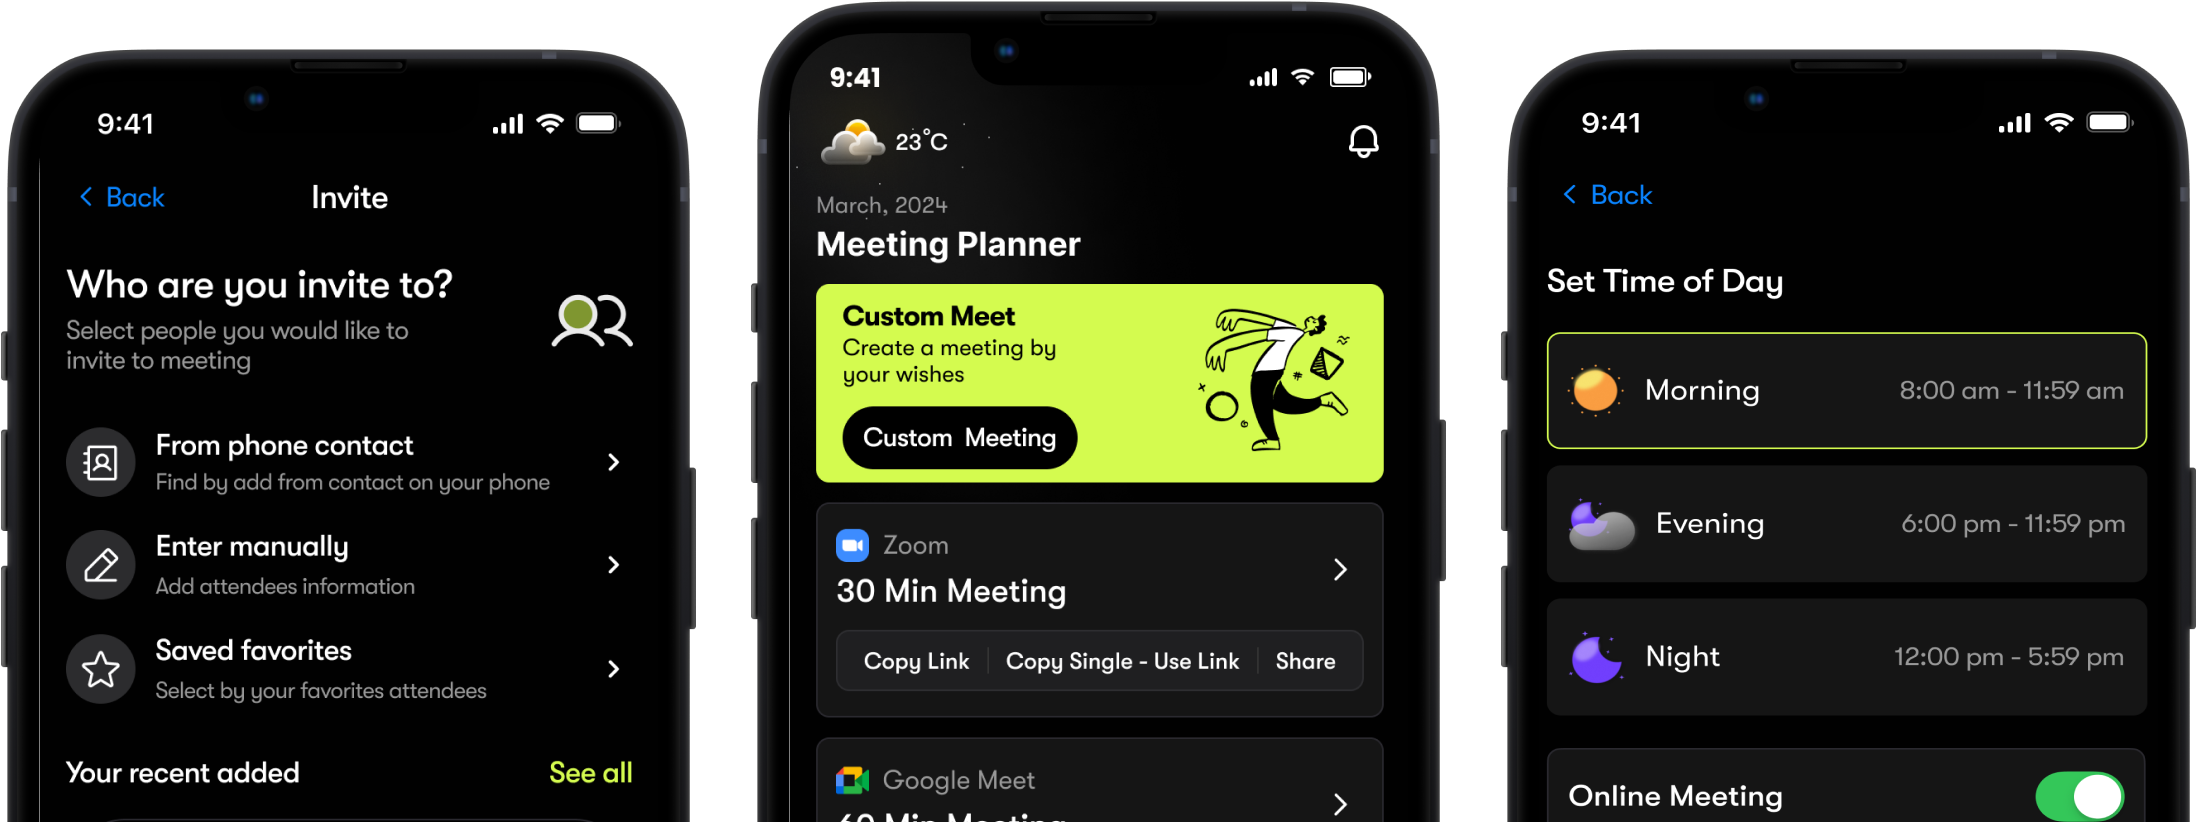 9:41
Back
Invite
Who are you invite to?
Select people you would like to
invite to meeting
From phone contact
Find by add from contact on your phone
Enter manually
Add attendees information
Saved favorites
Select by your favorites attendees
Your recent added
See all
9:41
23°C
March, 2024
Meeting Planner
Custom Meet
Create a meeting by
your wishes
Custom Meeting
Zoom
30 Min Meeting
Copy Link
Copy Single - Use Link
Share
Google Meet
60 Min Meeting
9:41
Back
Set Time of Day
Morning
8:00 am - 11:59 am
Evening
6:00 pm - 11:59 pm
Night
12:00 pm - 5:59 pm
Online Meeting